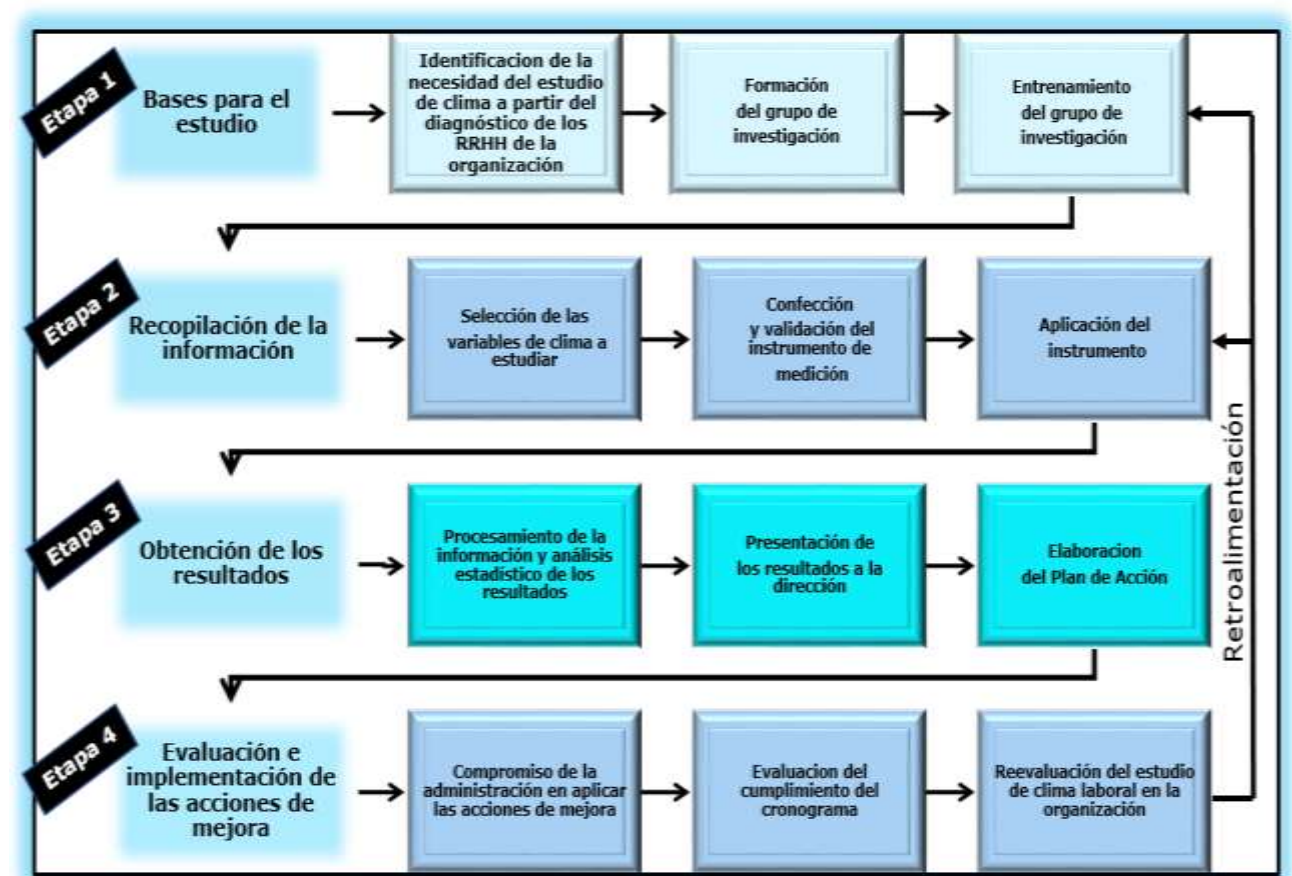 Etapa 1
Bases para el
estudio
Identificacion de la
necesidad del estudio
de clima a partir del
diagnóstico de los
RRHH de la
organización
Formación
del grupo de
investigación
Entrenamiento
del grupo de
investigación
Etapa 2
Recopilación de la
información
Selección de las
variables de clima a
estudiar
Confección
y validación del
instrumento de
medición
Aplicación del
instrumento
Etapa 3
Obtención de los
resultados
Procesamiento de la
información y análisis
estadístico de los
resultados
Presentación de
los resultados a la
dirección
Elaboracion
del Plan de Acción
Etapa 4
Evaluación e
implementación de
las acciones de
mejora
Compromiso de la
administración en aplicar
las acciones de mejora
Evaluacion del
cumplimiento del
cronograma
Reevaluación del estudio
de clima laboral en la
organización
Retroalimentación